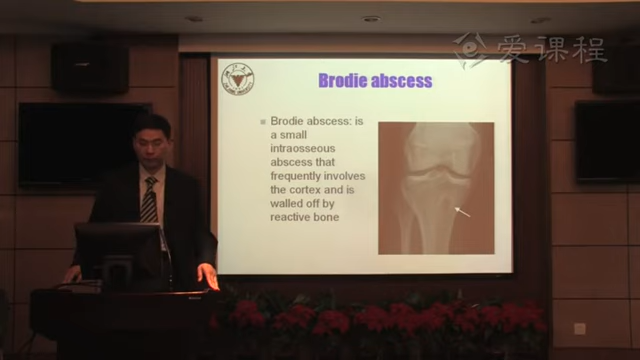 爱课程
Brodie abscess
Brodie abscess: is
a small
intraosseous
abscess that
frequently involves
the cortex and is
walled off by
reactive bone